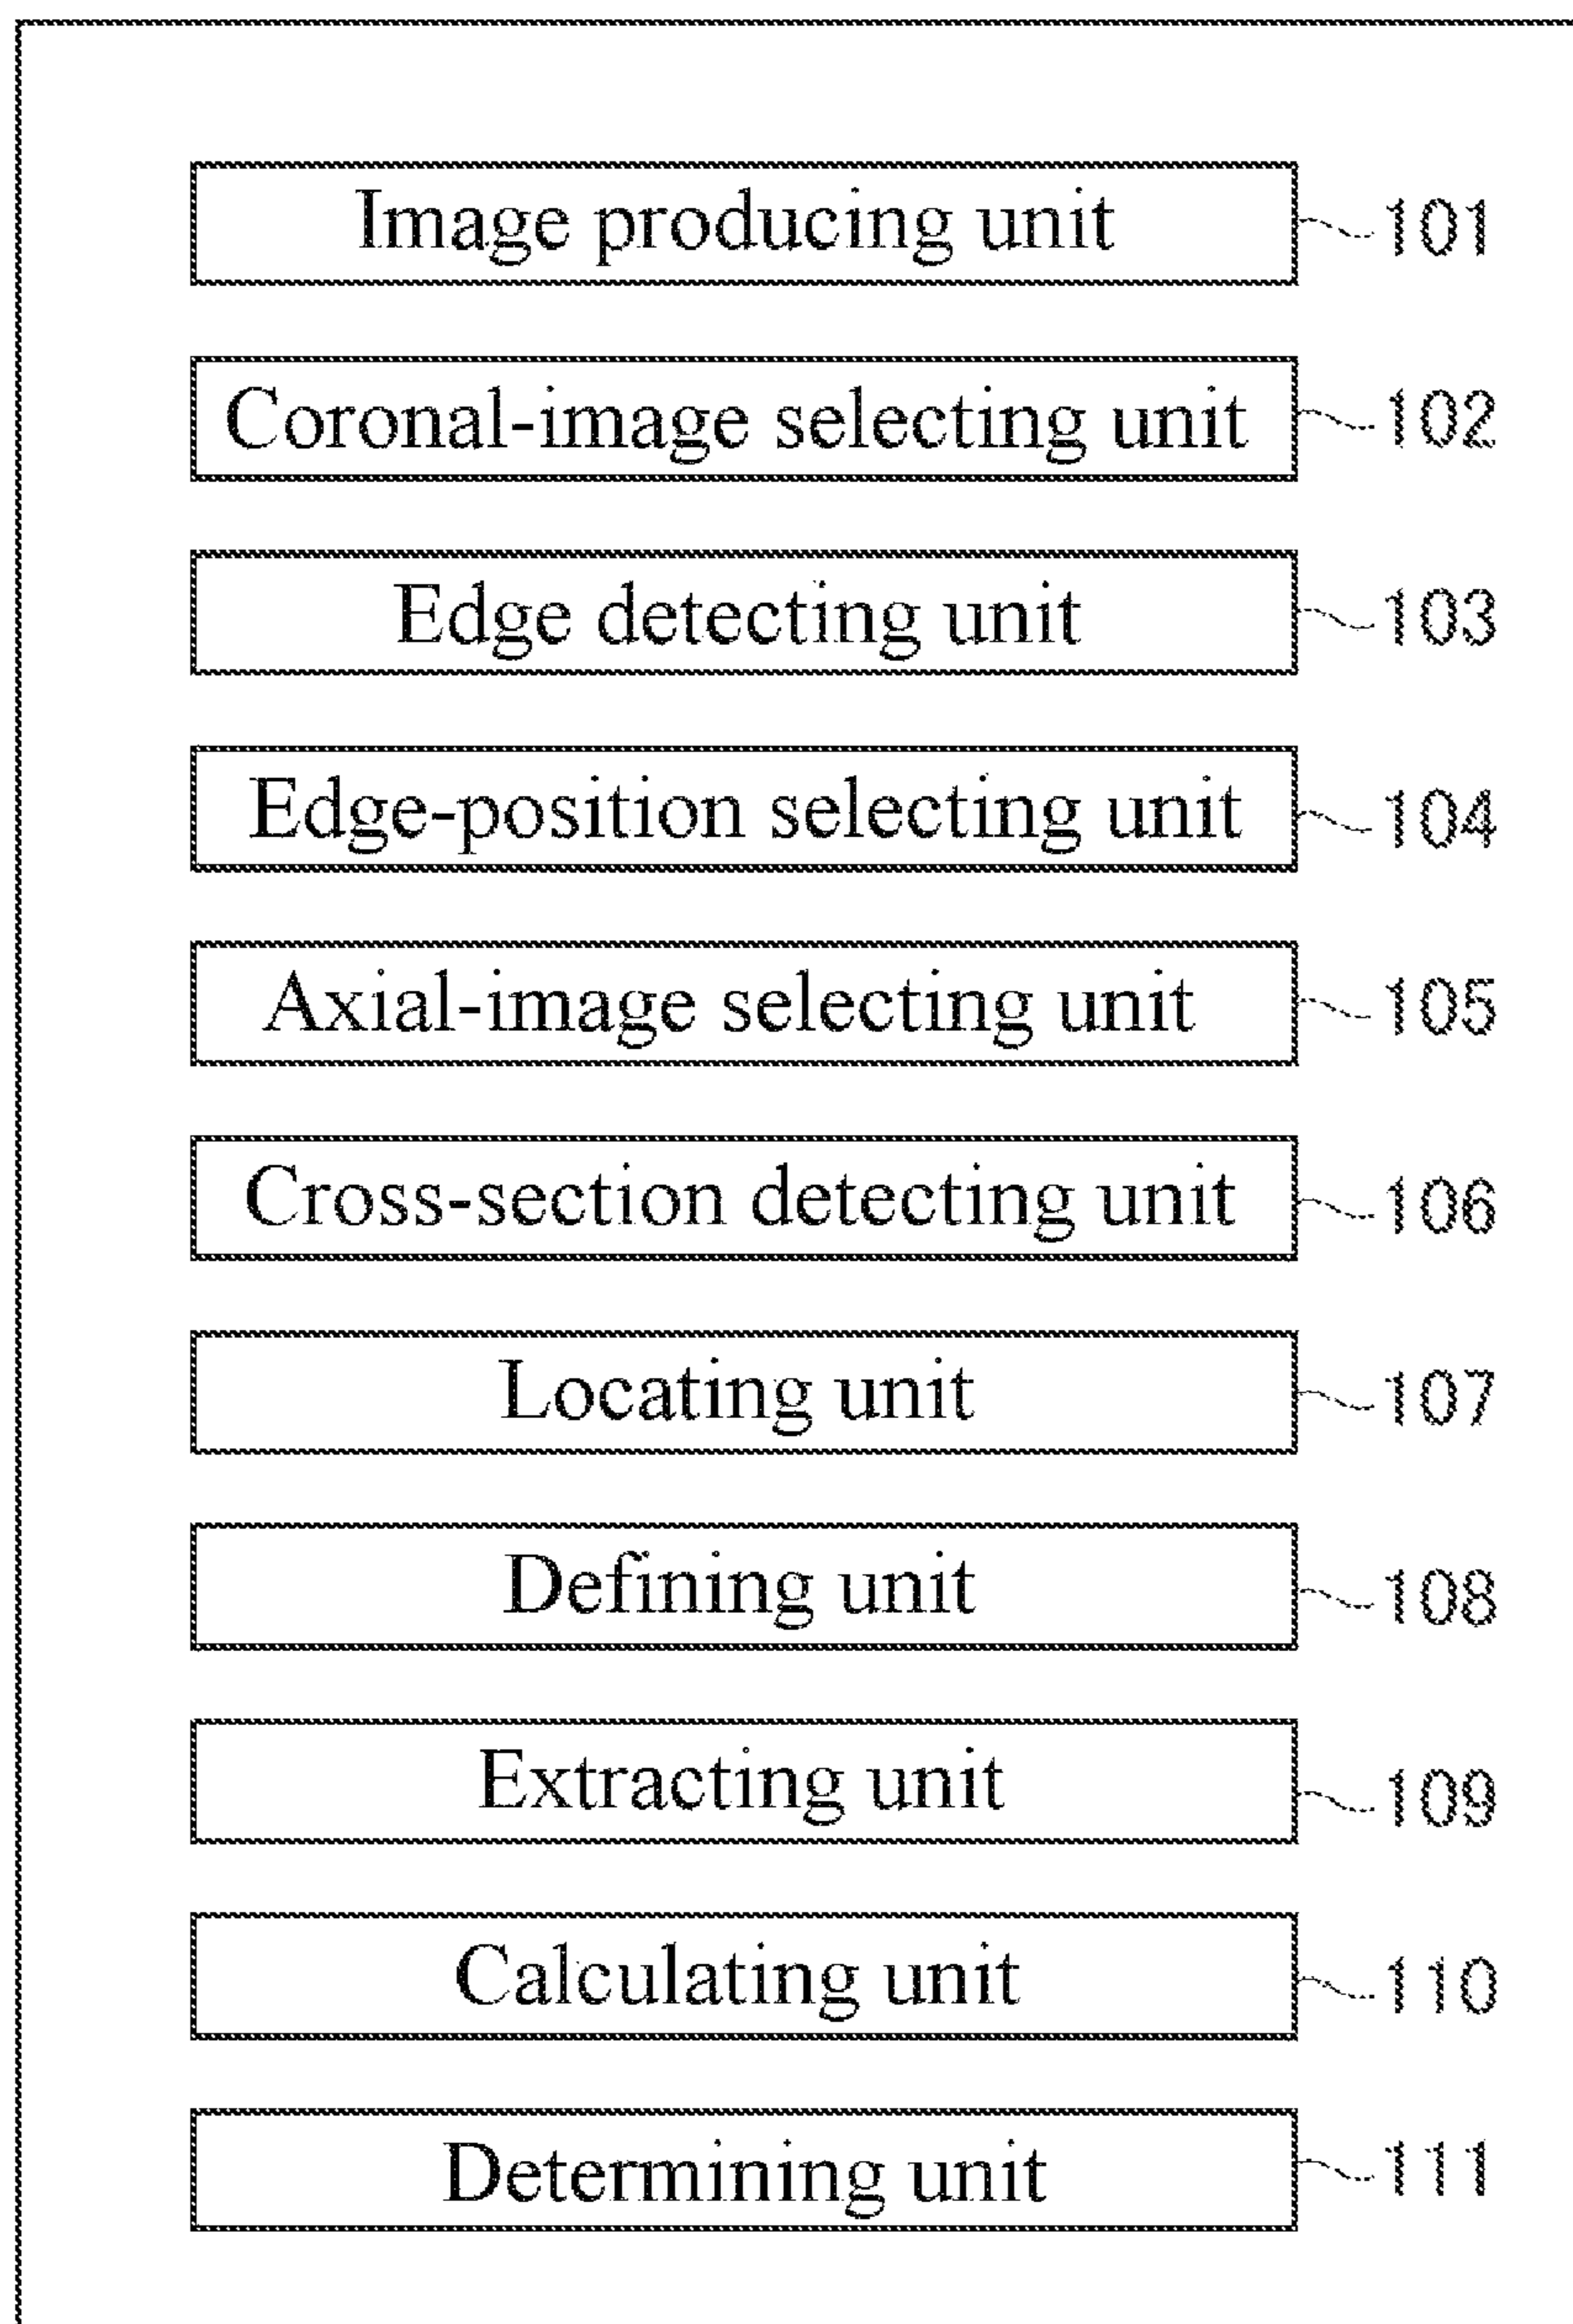 Image producing unit 101
Coronal-image selecting unit 102
Edge detecting unit 103
Edge-position selecting unit 104
Axial-image selecting unit 105
Cross-section detecting unit 106
Locating unit 107
Defining unit 108
Extracting unit 109
Calculating unit 110
Determining unit 111